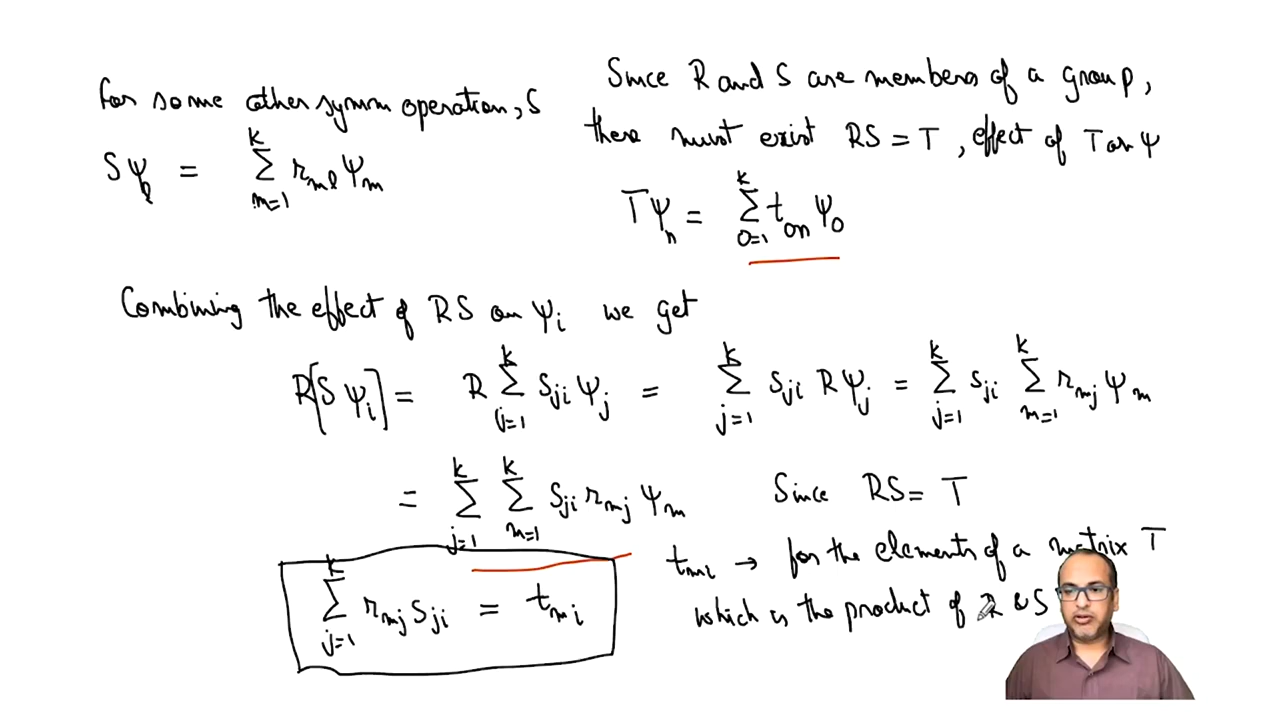 For some other symm operation, S
Sψ_l = Σ_{m=1}^{k} r_{ml} ψ_m
Since R and S are members of a group,
there must exist RS = T, effect of T on ψ
Tψ_n = Σ_{o=1}^{k} t_{on} ψ_o
Combining the effect of RS on ψ_i we get
R[S ψ_i] = R Σ_{j=1}^{k} s_{ji} ψ_j = Σ_{j=1}^{k} s_{ji} R ψ_j = Σ_{j=1}^{k} s_{ji} Σ_{m=1}^{k} r_{mj} ψ_m
= Σ_{j=1}^{k} Σ_{m=1}^{k} s_{ji} r_{mj} ψ_m Since RS = T
t_{mi} → for the elements of a matrix T
which is the product of R & S
Σ_{j=1}^{k} r_{mj} s_{ji} = t_{mi}